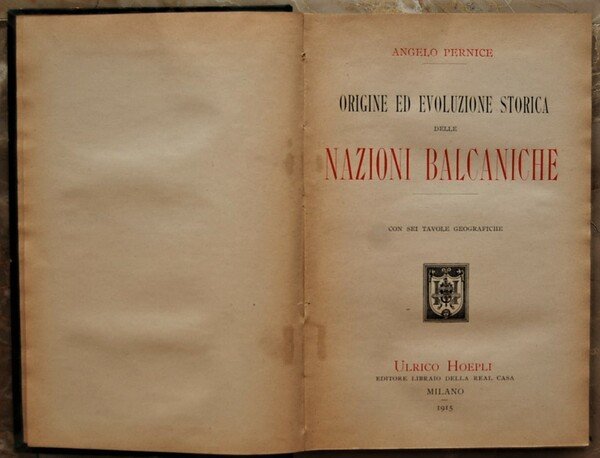 ANGELO PERNICE
ORIGINE ED EVOLUZIONE STORICA
DELLE
NAZIONI BALCANICHE
CON SEI TAVOLE GEOGRAFICHE
ULRICO HOEPLI
EDITORE LIBRAIO DELLA REAL CASA
MILANO
1915